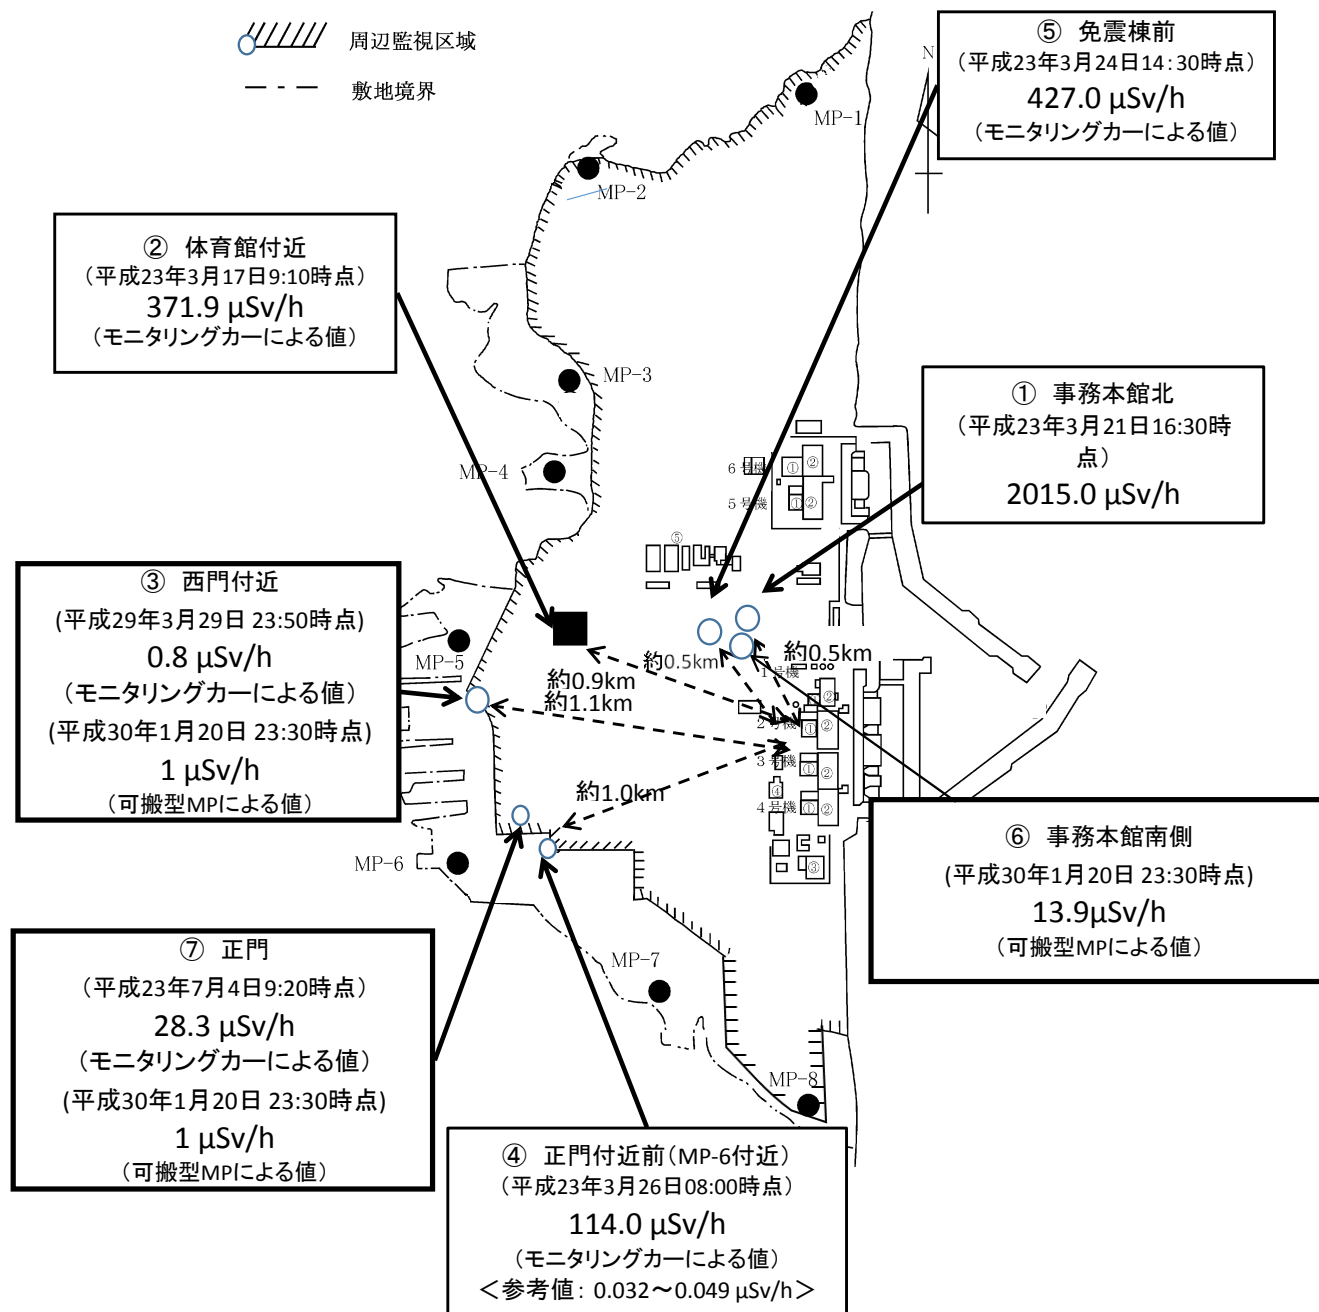 周辺監視区域
敷地境界
⑤ 免震棟前
（平成23年3月24日14：30時点）
427.0 μSv/h
（モニタリングカーによる値）
N
MP-1
MP-2
② 体育館付近
（平成23年3月17日9:10時点）
371.9 μSv/h
（モニタリングカーによる値）
MP-3
① 事務本館北
（平成23年3月21日16:30時
点）
2015.0 μSv/h
MP-4
6号機
① ②
5号機
① ②
⑤
③ 西門付近
(平成29年3月29日 23:50時点)
0.8 μSv/h
（モニタリングカーによる値）
(平成30年1月20日 23:30時点)
1 μSv/h
（可搬型MPによる値）
MP-5
約0.5km
約0.5km
約0.9km
約1.1km
1号機
②
2号機
① ②
3号機
① ②
④
4号機
① ②
③
約1.0km
MP-6
⑥ 事務本館南側
(平成30年1月20日 23:30時点)
13.9μSv/h
（可搬型MPによる値）
⑦ 正門
（平成23年7月4日9:20時点）
28.3 μSv/h
（モニタリングカーによる値）
(平成30年1月20日 23:30時点)
1 μSv/h
（可搬型MPによる値）
MP-7
MP-8
④ 正門付近前（MP-6付近）
（平成23年3月26日08:00時点）
114.0 μSv/h
（モニタリングカーによる値）
＜参考値： 0.032～0.049 μSv/h＞